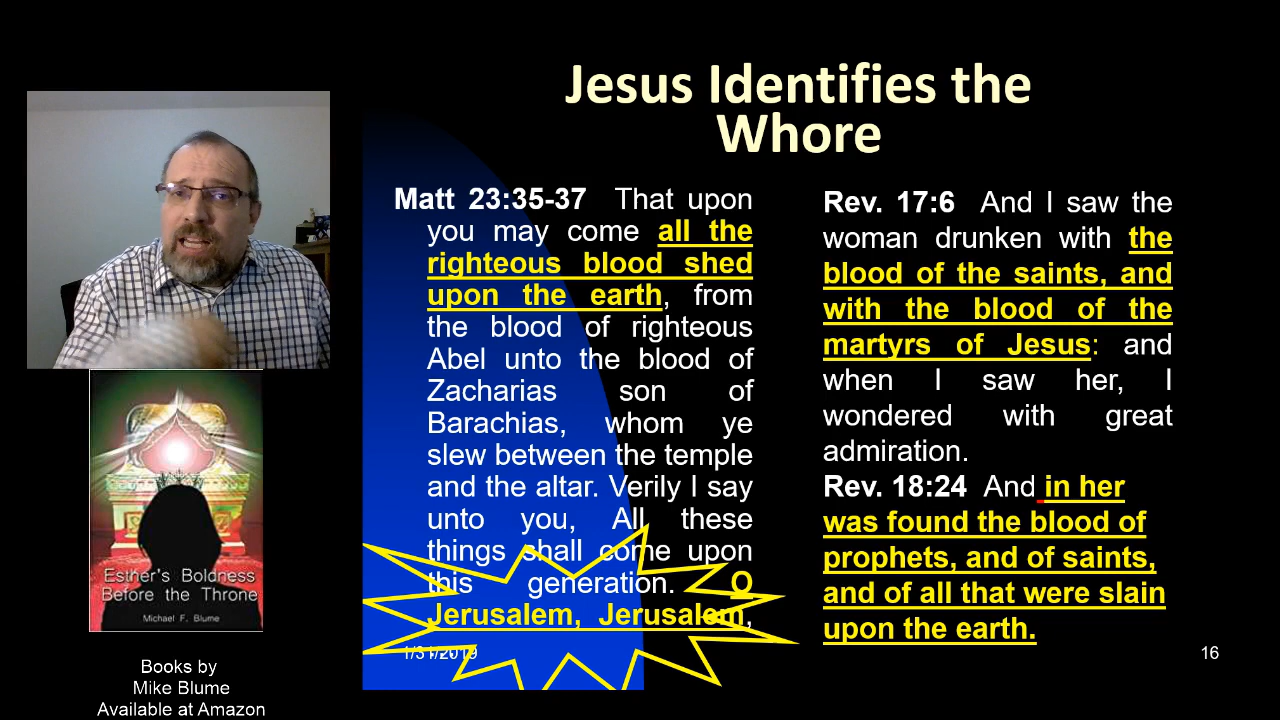 Jesus Identifies the
Whore
Matt 23:35-37 That upon
you may come all the
righteous blood shed
upon the earth, from
the blood of righteous
Abel unto the blood of
Zacharias son of
Barachias, whom ye
slew between the temple
and the altar. Verily I say
unto you, All these
things shall come upon
this generation. O
Jerusalem, Jerusalem,
Rev. 17:6 And I saw the
woman drunken with the
blood of the saints, and
with the blood of the
martyrs of Jesus: and
when I saw her, I
wondered with great
admiration.
Rev. 18:24 And in her
was found the blood of
prophets, and of saints,
and of all that were slain
upon the earth.
1/31/2019
16
Esther's Boldness
Before the Throne
Michael F. Blume
Books by
Mike Blume
Available at Amazon